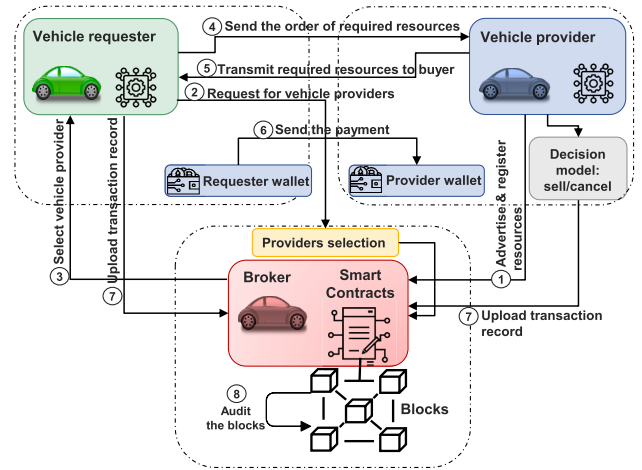 Vehicle requester
4 Send the order of required resources
Vehicle provider
5 Transmit required resources to buyer
2 Request for vehicle providers
6 Send the payment
Requester wallet
Provider wallet
Decision
model:
sell/cancel
3 Select vehicle provider
Upload transaction record
7
Advertise & register
resources
1
Providers selection
Broker
Smart
Contracts
7 Upload transaction
record
8
Audit
the blocks
Blocks